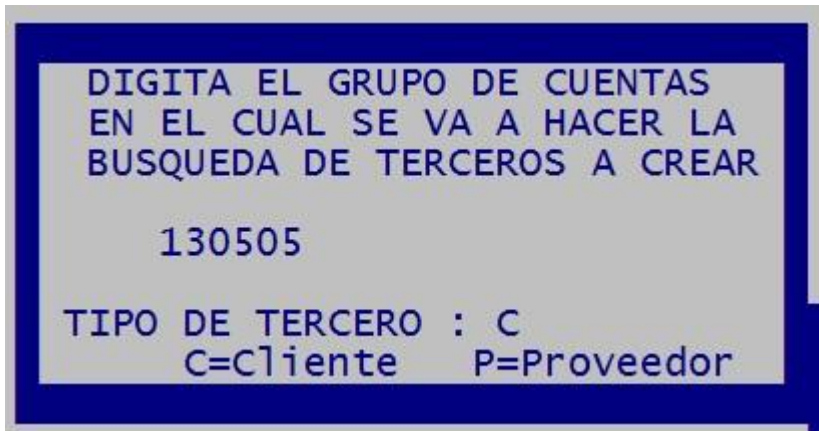 DIGITA EL GRUPO DE CUENTAS
EN EL CUAL SE VA A HACER LA
BUSQUEDA DE TERCEROS A CREAR
130505
TIPO DE TERCERO : C
C=Cliente P=Proveedor